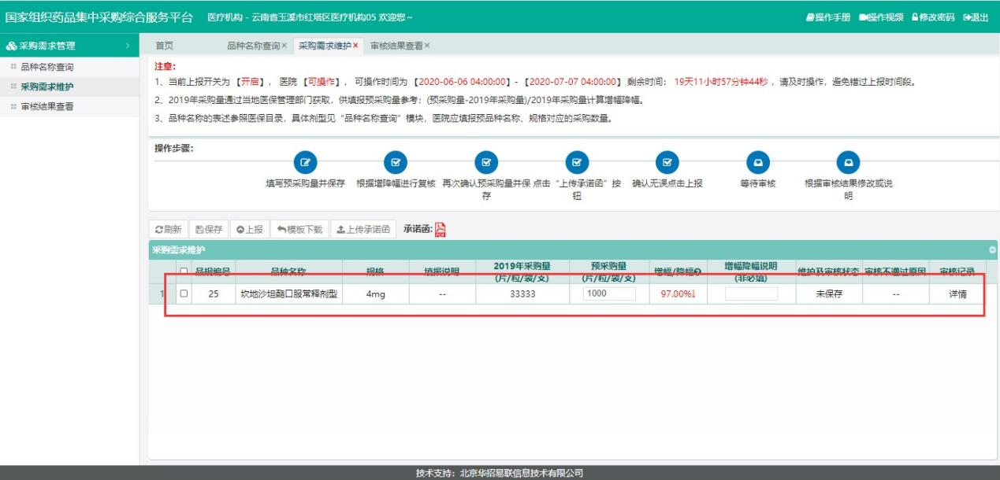 国家组织药品集中采购综合服务平台 医疗机构 - 云南省玉溪市红塔区医疗机构05 欢迎您~ 操作手册 操作视频 修改密码 退出
采购需求管理
品种名称查询
采购需求维护
审核结果查看
首页 品种名称查询× 采购需求维护× 审核结果查看×
注意：
1、当前上报开关为 【开启】， 医院 【可操作】， 可操作时间为 【2020-06-06 04:00:00】-【2020-07-07 04:00:00】 剩余时间： 19天11小时57分钟44秒 ，请及时操作，避免错过上报时间段。
2、2019年采购量通过当地医保管理部门获取，供填报预采购量参考；(预采购量-2019年采购量)/2019年采购量计算增幅降幅。
3、品种名称的表述参照医保目录，具体剂型见“品种名称查询”模块，医院应填报预品种名称、规格对应的采购数量。
操作步骤：
填写预采购量并保存
根据增降幅进行复核
再次确认预采购量并保存
点击“上传承诺函”按钮
确认无误点击上报
等待审核
根据审核结果修改或说明
刷新 保存 上报 模板下载 上传承诺函 承诺函:
采购需求维护
品规编号 品种名称 规格 填报说明 2019年采购量(片/粒/袋/支) 预采购量(片/粒/袋/支) 增幅/降幅 增幅降幅说明(非必填) 维护及审核状态 审核不通过原因 审核记录
1 25 坎地沙坦酯口服常释剂型 4mg -- 33333 1000 97.00%↓ 未保存 -- 详情
技术支持：北京华招易联信息技术有限公司